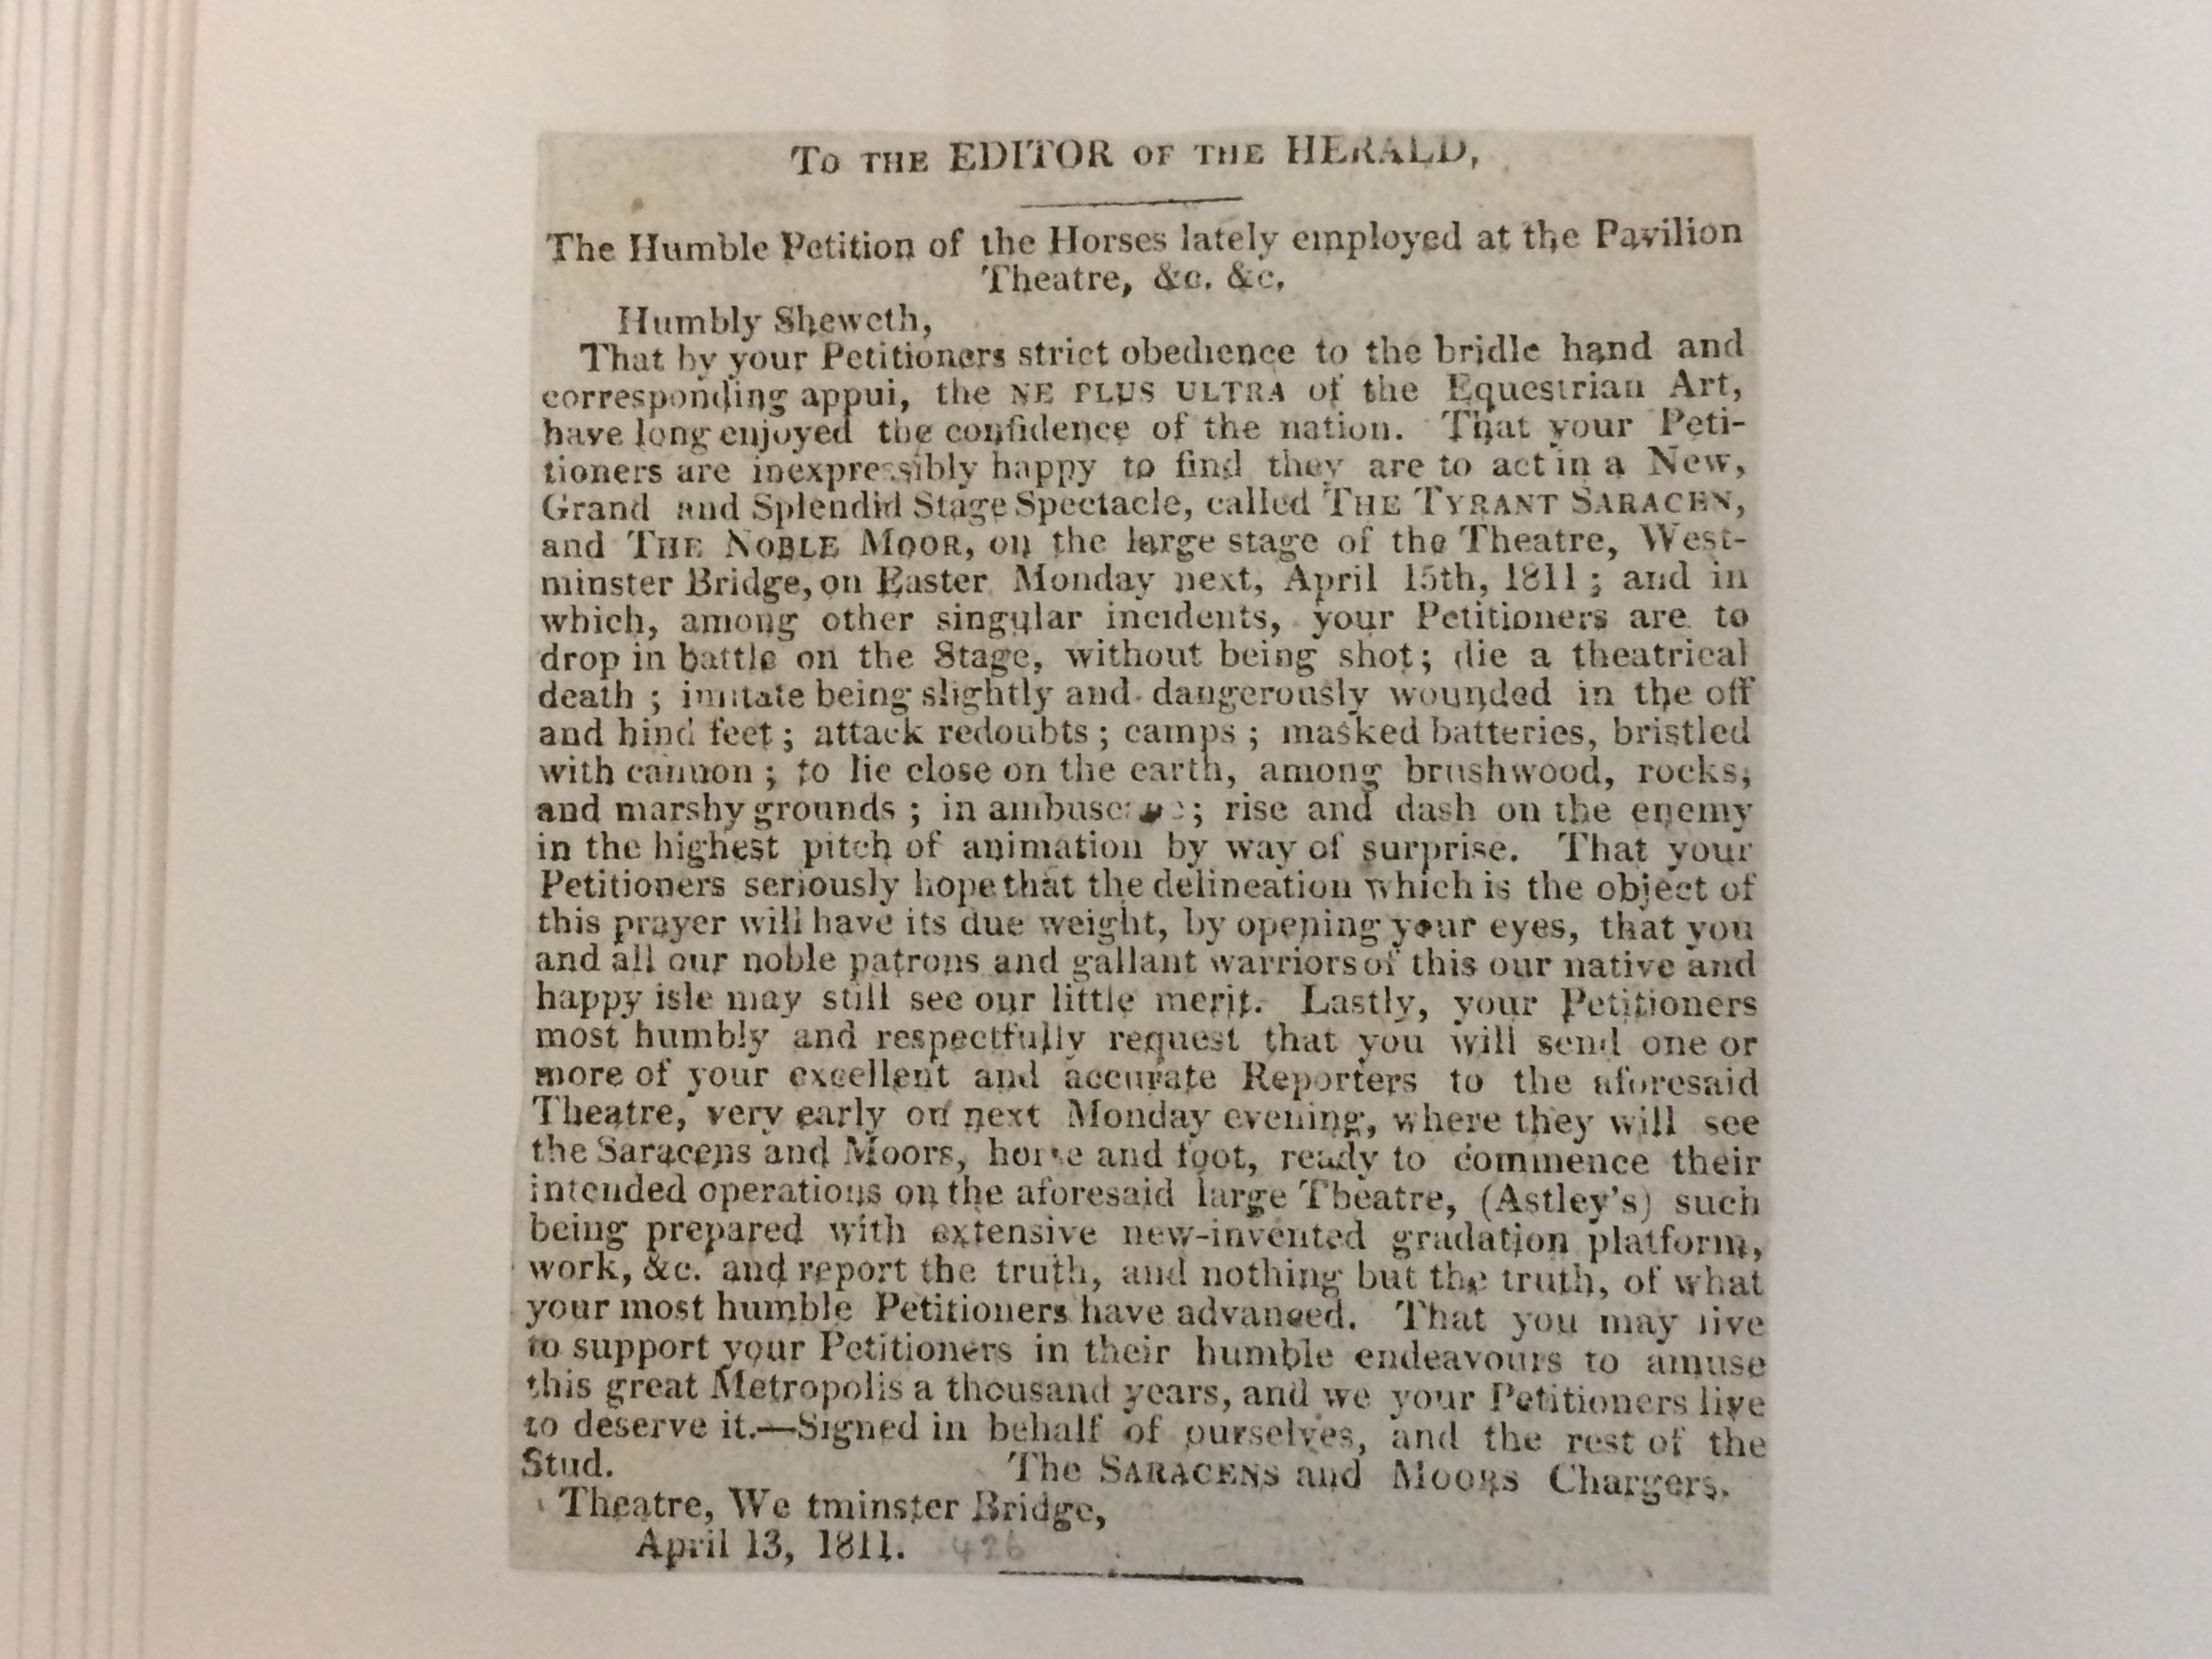 To the EDITOR of the HERALD,
The Humble Petition of the Horses lately employed at the Pavilion
Theatre, &c. &c.
Humbly Sheweth,
That by your Petitioners strict obedience to the bridle hand and
corresponding appui, the NE PLUS ULTRA of the Equestrian Art,
have long enjoyed the confidence of the nation. That your Peti-
tioners are inexpressibly happy to find they are to act in a New,
Grand and Splendid Stage Spectacle, called THE TYRANT SARACEN,
and THE NOBLE MOOR, on the large stage of the Theatre, West-
minster Bridge, on Easter Monday next, April 15th, 1811; and in
which, among other singular incidents, your Petitioners are to
drop in battle on the Stage, without being shot; die a theatrical
death; imitate being slightly and dangerously wounded in the off
and hind feet; attack redoubts; camps; masked batteries, bristled
with cannon; to lie close on the earth, among brushwood, rocks,
and marshy grounds; in ambuscade; rise and dash on the enemy
in the highest pitch of animation by way of surprise. That your
Petitioners seriously hope that the delineation which is the object of
this prayer will have its due weight, by opening your eyes, that you
and all our noble patrons and gallant warriors of this our native and
happy isle may still see our little merit. Lastly, your Petitioners
most humbly and respectfully request that you will send one or
more of your excellent and accurate Reporters to the aforesaid
Theatre, very early on next Monday evening, where they will see
the Saracens and Moors, horse and foot, ready to commence their
intended operations on the aforesaid large Theatre, (Astley's) such
being prepared with extensive new-invented gradation platform,
work, &c. and report the truth, and nothing but the truth, of what
your most humble Petitioners have advanced. That you may live
to support your Petitioners in their humble endeavours to amuse
this great Metropolis a thousand years, and we your Petitioners live
to deserve it.—Signed in behalf of ourselves, and the rest of the
Stud. The SARACENS and MOORS Chargers.
Theatre, We tminster Bridge,
April 13, 1811. 426